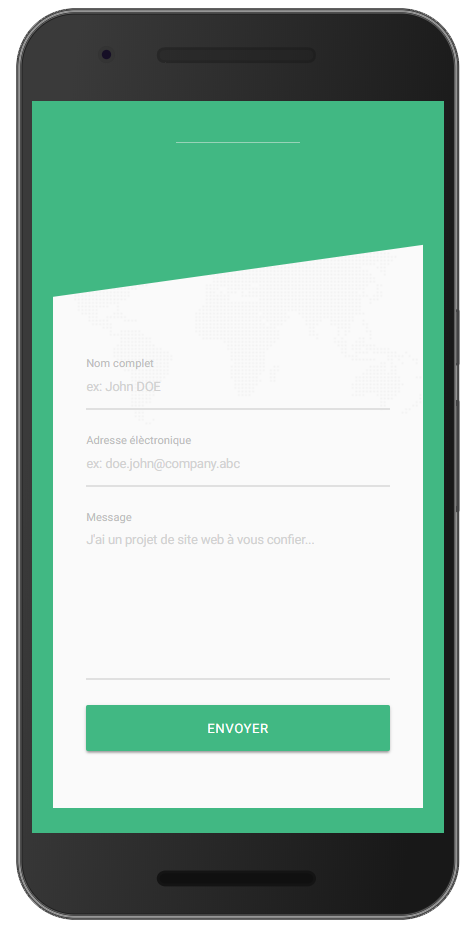 Nom complet
ex: John DOE
Adresse élèctronique
ex: doe.john@company.abc
Message
J'ai un projet de site web à vous confier...
ENVOYER